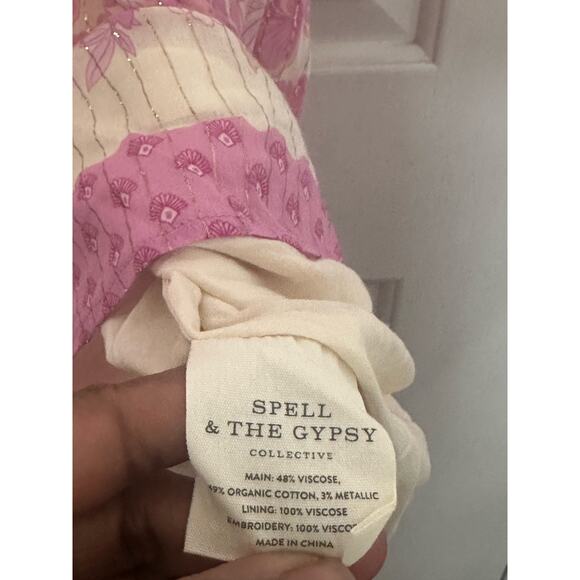 SPELL
& THE GYPSY
COLLECTIVE
MAIN: 48% VISCOSE,
49% ORGANIC COTTON, 3% METALLIC
LINING: 100% VISCOSE
EMBROIDERY: 100% VISCO
MADE IN CHINA